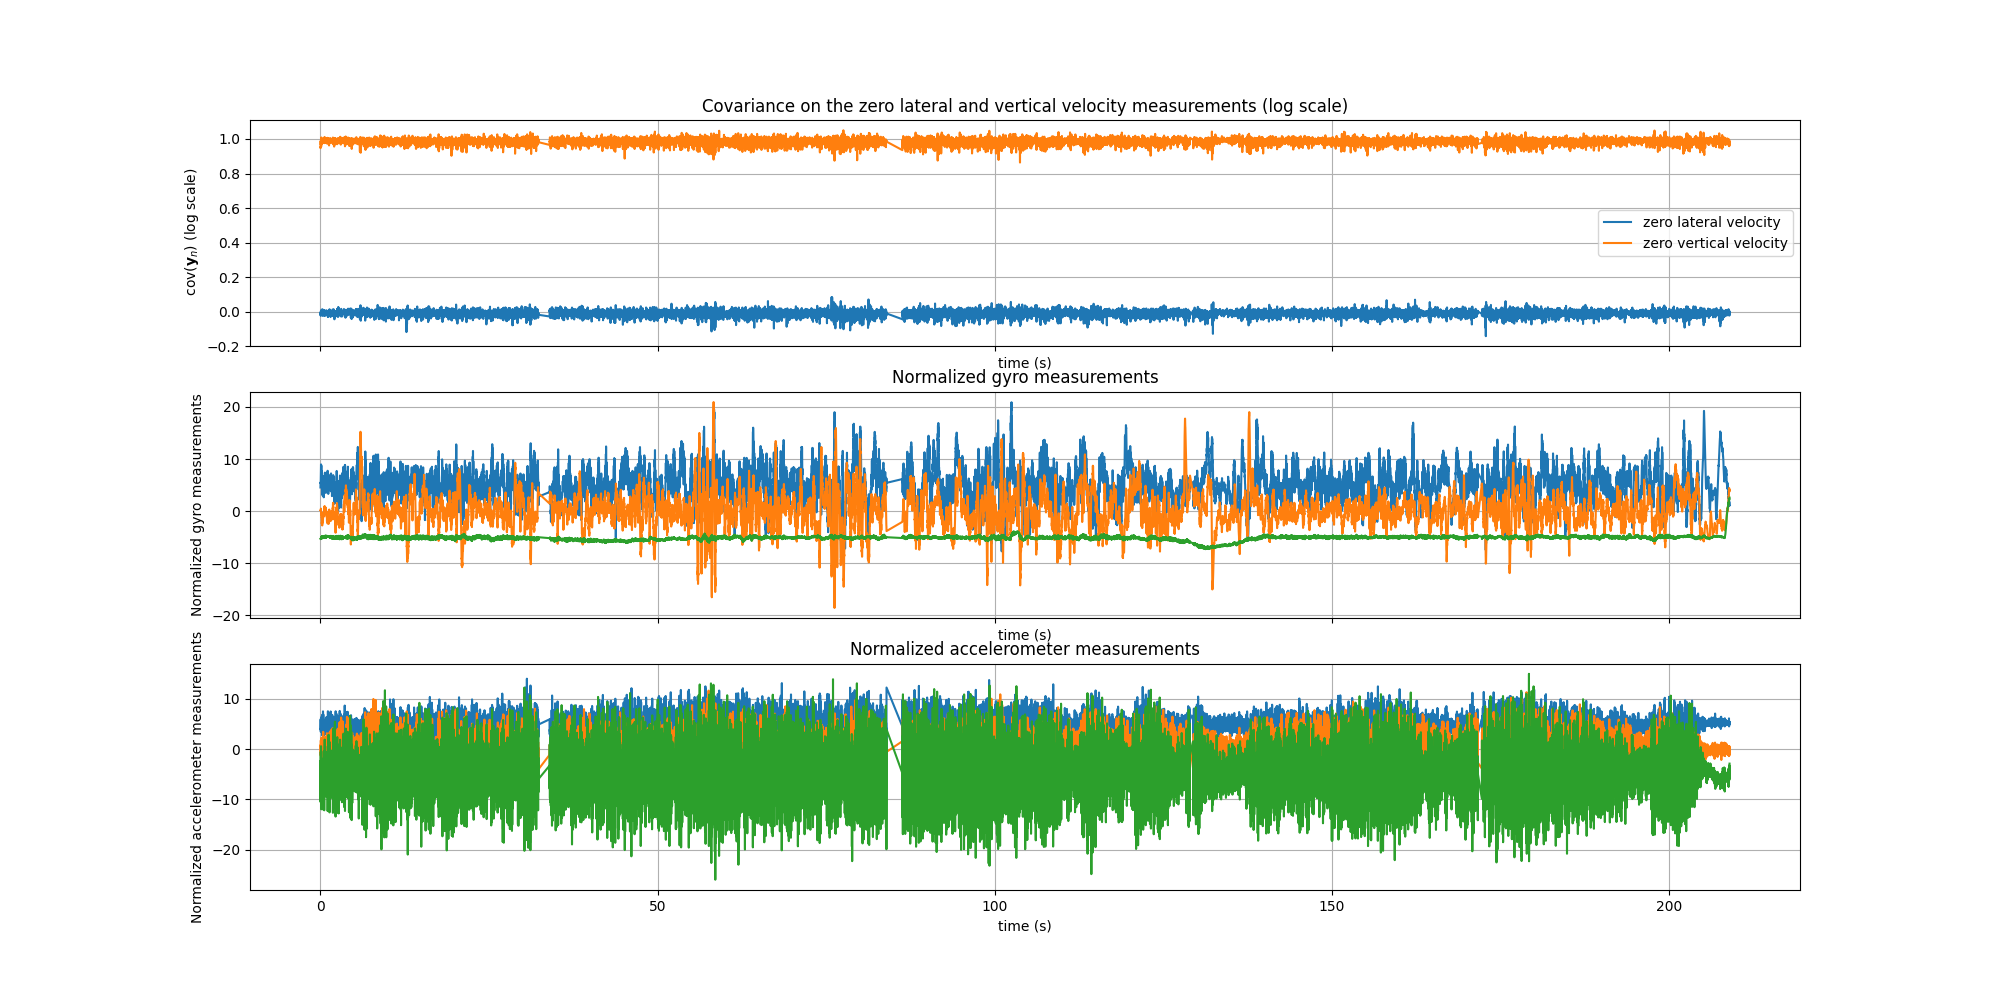 Covariance on the zero lateral and vertical velocity measurements (log scale)
cov(yₙ) (log scale)
1.0
0.8
0.6
0.4
0.2
0.0
−0.2
zero lateral velocity
zero vertical velocity
time (s)
Normalized gyro measurements
Normalized gyro measurements
20
10
0
−10
−20
time (s)
Normalized accelerometer measurements
Normalized accelerometer measurements
10
0
−10
−20
0 50 100 150 200
time (s)